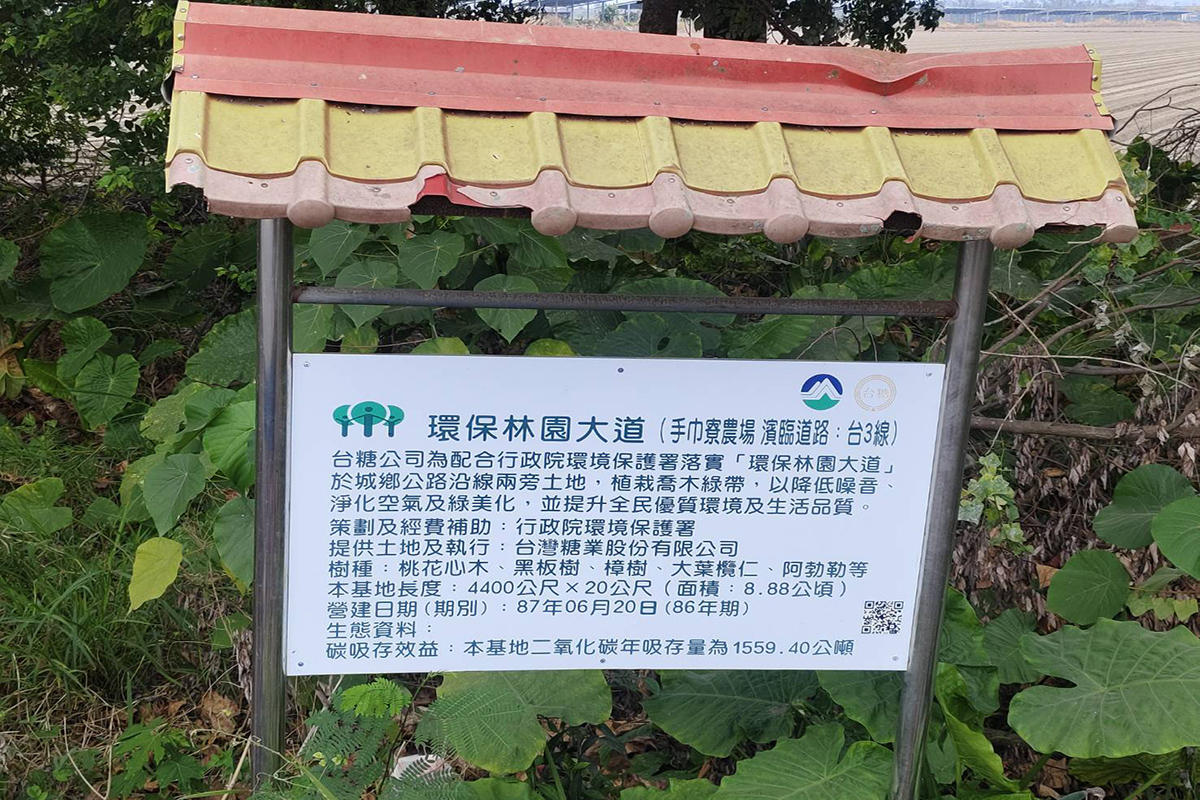 台糖
環保林園大道（手巾寮農場 濱臨道路：台3線）
台糖公司為配合行政院環境保護署落實「環保林園大道」
於城鄉公路沿線兩旁土地，植栽喬木綠帶，以降低噪音、
淨化空氣及綠美化，並提升全民優質環境及生活品質。
策劃及經費補助：行政院環境保護署
提供土地及執行：台灣糖業股份有限公司
樹種：桃花心木、黑板樹、樟樹、大葉欖仁、阿勃勒等
本基地長度：4400公尺×20公尺（面積：8.88公頃）
營建日期(期別)：87年06月20日(86年期)
生態資料：
碳吸存效益：本基地二氧化碳年吸存量為1559.40公噸